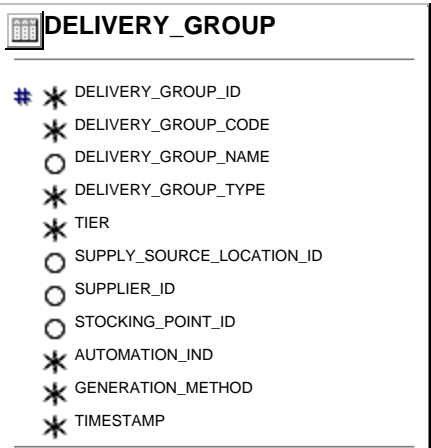 DELIVERY_GROUP
# * DELIVERY_GROUP_ID
* DELIVERY_GROUP_CODE
O DELIVERY_GROUP_NAME
* DELIVERY_GROUP_TYPE
* TIER
O SUPPLY_SOURCE_LOCATION_ID
O SUPPLIER_ID
O STOCKING_POINT_ID
* AUTOMATION_IND
* GENERATION_METHOD
* TIMESTAMP